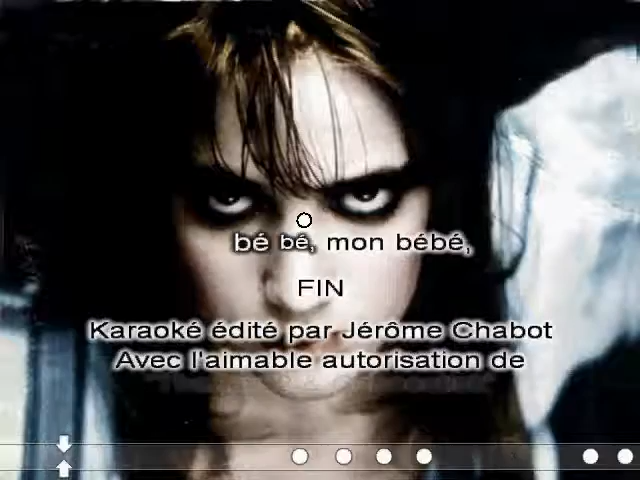 bé bé, mon bébé,
FIN
Karaoké édité par Jérôme Chabot
Avec l'aimable autorisation de